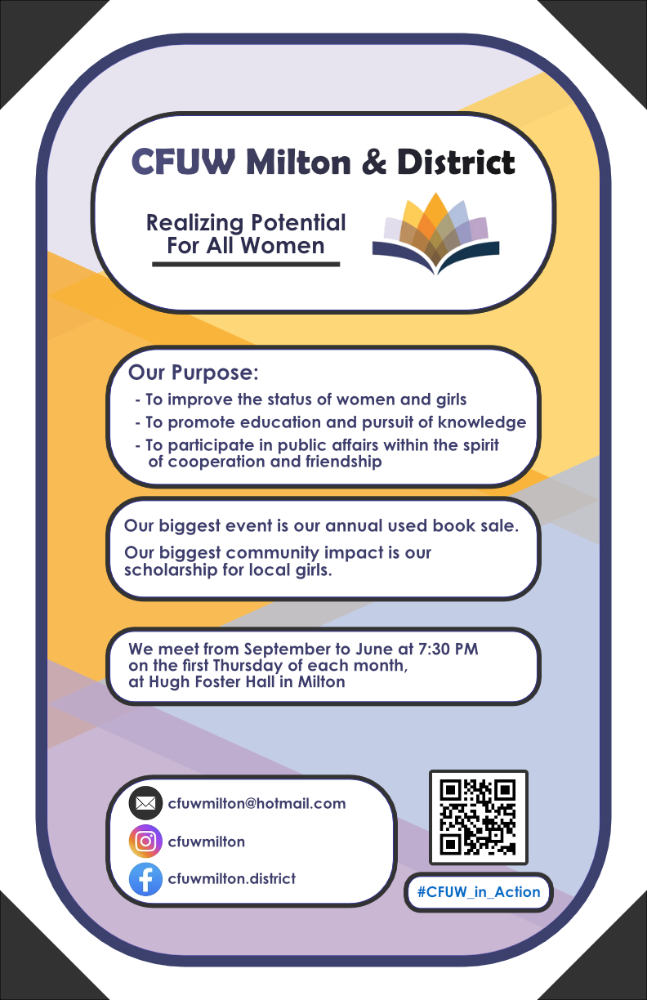 CFUW Milton & District
Realizing Potential
For All Women
Our Purpose:
- To improve the status of women and girls
- To promote education and pursuit of knowledge
- To participate in public affairs within the spirit
of cooperation and friendship
Our biggest event is our annual used book sale.
Our biggest community impact is our
scholarship for local girls.
We meet from September to June at 7:30 PM
on the first Thursday of each month,
at Hugh Foster Hall in Milton
cfuwmilton@hotmail.com
cfuwmilton
cfuwmilton.district
#CFUW_in_Action